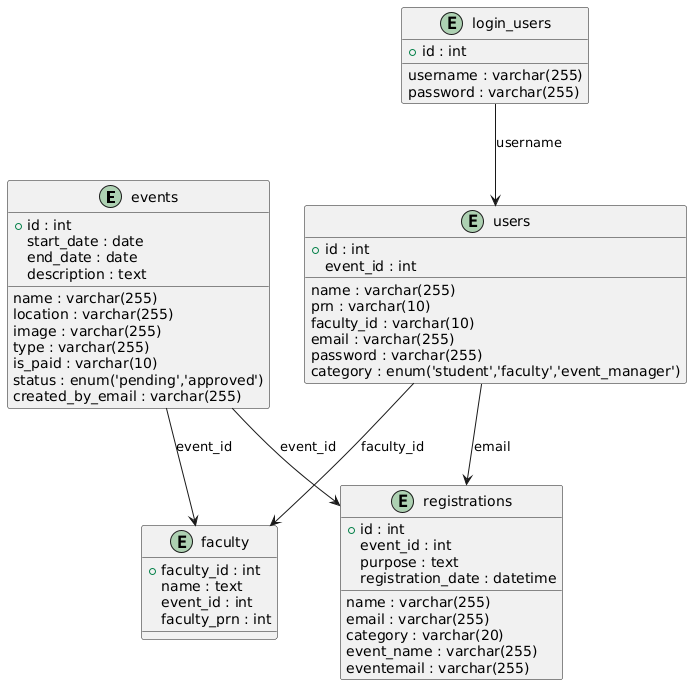 E login_users
id : int
username : varchar(255)
password : varchar(255)
username
E events
id : int
start_date : date
end_date : date
description : text
name : varchar(255)
location : varchar(255)
image : varchar(255)
type : varchar(255)
is_paid : varchar(10)
status : enum('pending','approved')
created_by_email : varchar(255)
E users
id : int
event_id : int
name : varchar(255)
prn : varchar(10)
faculty_id : varchar(10)
email : varchar(255)
password : varchar(255)
category : enum('student','faculty','event_manager')
event_id
event_id
faculty_id
email
E faculty
faculty_id : int
name : text
event_id : int
faculty_prn : int
E registrations
id : int
event_id : int
purpose : text
registration_date : datetime
name : varchar(255)
email : varchar(255)
category : varchar(20)
event_name : varchar(255)
eventemail : varchar(255)